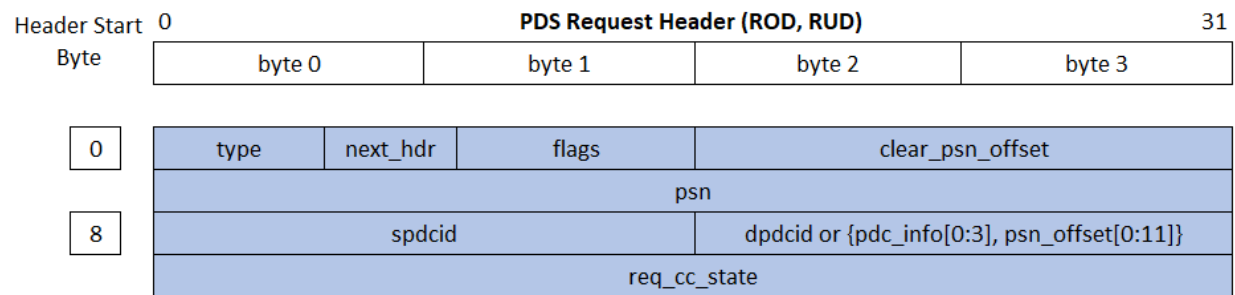 Header Start Byte
0 PDS Request Header (ROD, RUD) 31
byte 0 byte 1 byte 2 byte 3
0 type next_hdr flags clear_psn_offset
psn
8 spdcid dpdcid or {pdc_info[0:3], psn_offset[0:11]}
req_cc_state